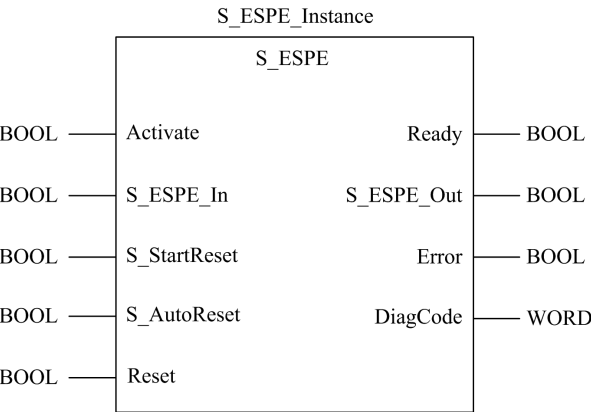 S_ESPE_Instance
S_ESPE
BOOL Activate Ready BOOL
BOOL S_ESPE_In S_ESPE_Out BOOL
BOOL S_StartReset Error BOOL
BOOL S_AutoReset DiagCode WORD
BOOL Reset